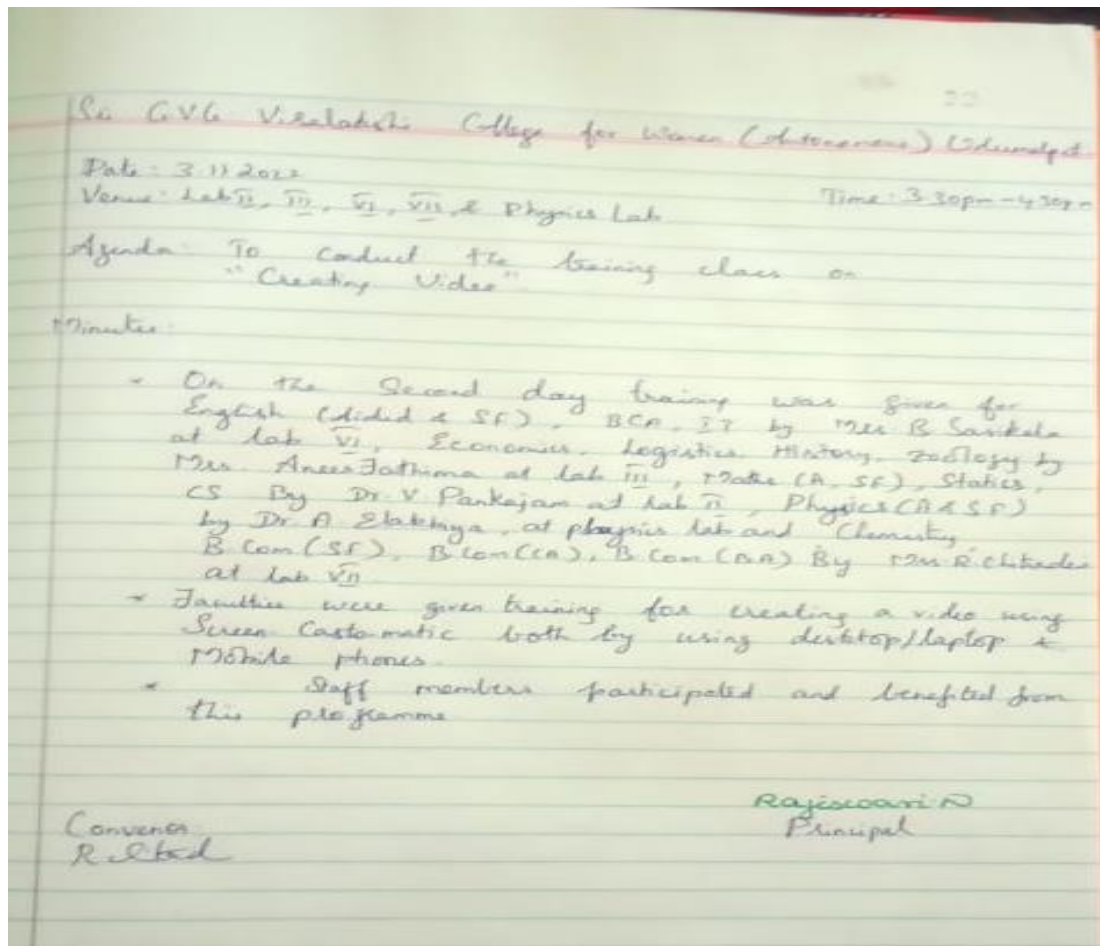 Sri GVG Visalakshi College for Women (Autonomous) Udumalpet
Date: 3.11.2022
Time: 3.30pm-4.30pm
Venue: Lab II, III, VI, VII, & Physics Lab
Agenda: To conduct the training class on
"Creating Video"
Minutes:
- On the Second day training was given for
English (Aided & SF), BCA, IT by Mrs B Sasikala
at lab VI, Economics, Logistics, History, Zoology by
Mrs. Anees Fathima at lab III, Maths (A, SF), Statics,
CS By Dr. V Pankajam at lab II, Physics (A & SF)
by Dr A Elakkiya, at physics lab and Chemistry,
B.Com (SF), B.Com (CA), B.Com (BA) By Mrs R
at lab VII
- Faculties were given training for creating a video using
Screen Casto matic both by using desktop/laptop &
Mobile phones.
- Staff members participated and benefited from
this programme
Rajeswari N
Principal
Convenor
R